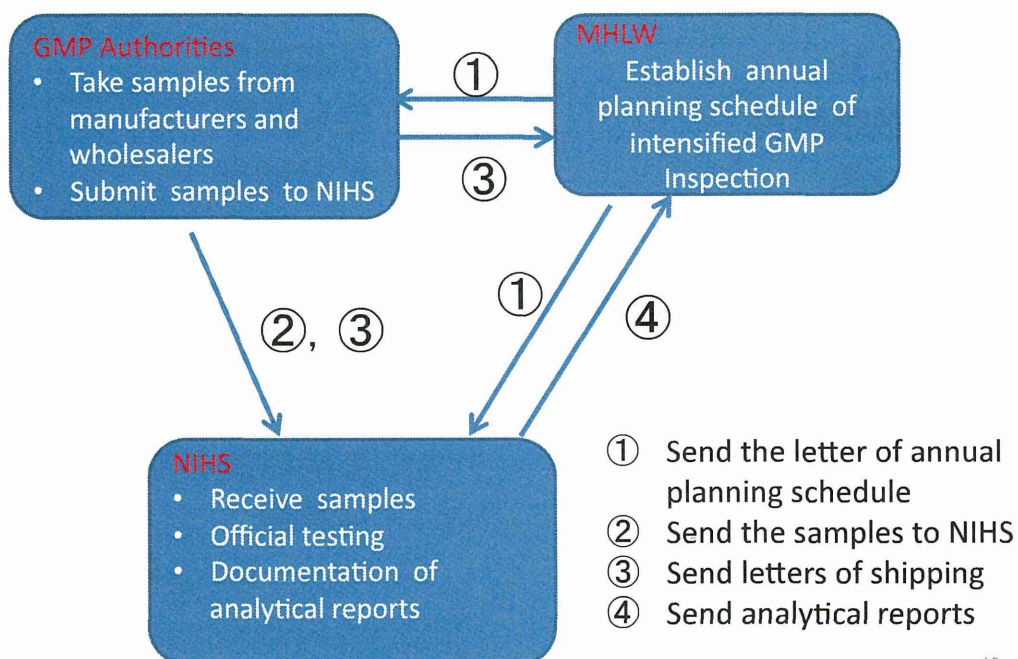 GMP Authorities
• Take samples from
manufacturers and
wholesalers
• Submit samples to NIHS
①
③
MHLW
Establish annual
planning schedule of
intensified GMP
Inspection
②, ③
①
④
NIHS
• Receive samples
• Official testing
• Documentation of
analytical reports
① Send the letter of annual
planning schedule
② Send the samples to NIHS
③ Send letters of shipping
④ Send analytical reports